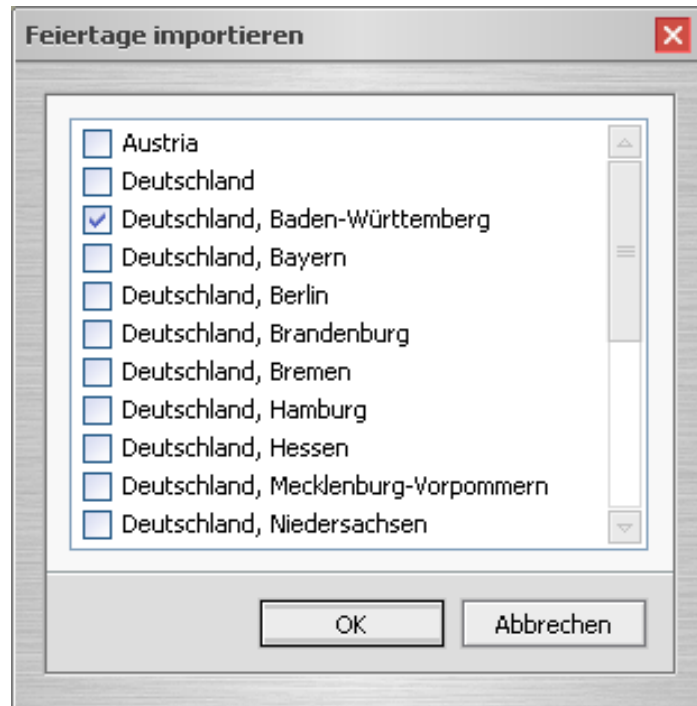 Feiertage importieren
Austria
Deutschland
Deutschland, Baden-Württemberg
Deutschland, Bayern
Deutschland, Berlin
Deutschland, Brandenburg
Deutschland, Bremen
Deutschland, Hamburg
Deutschland, Hessen
Deutschland, Mecklenburg-Vorpommern
Deutschland, Niedersachsen
OK
Abbrechen